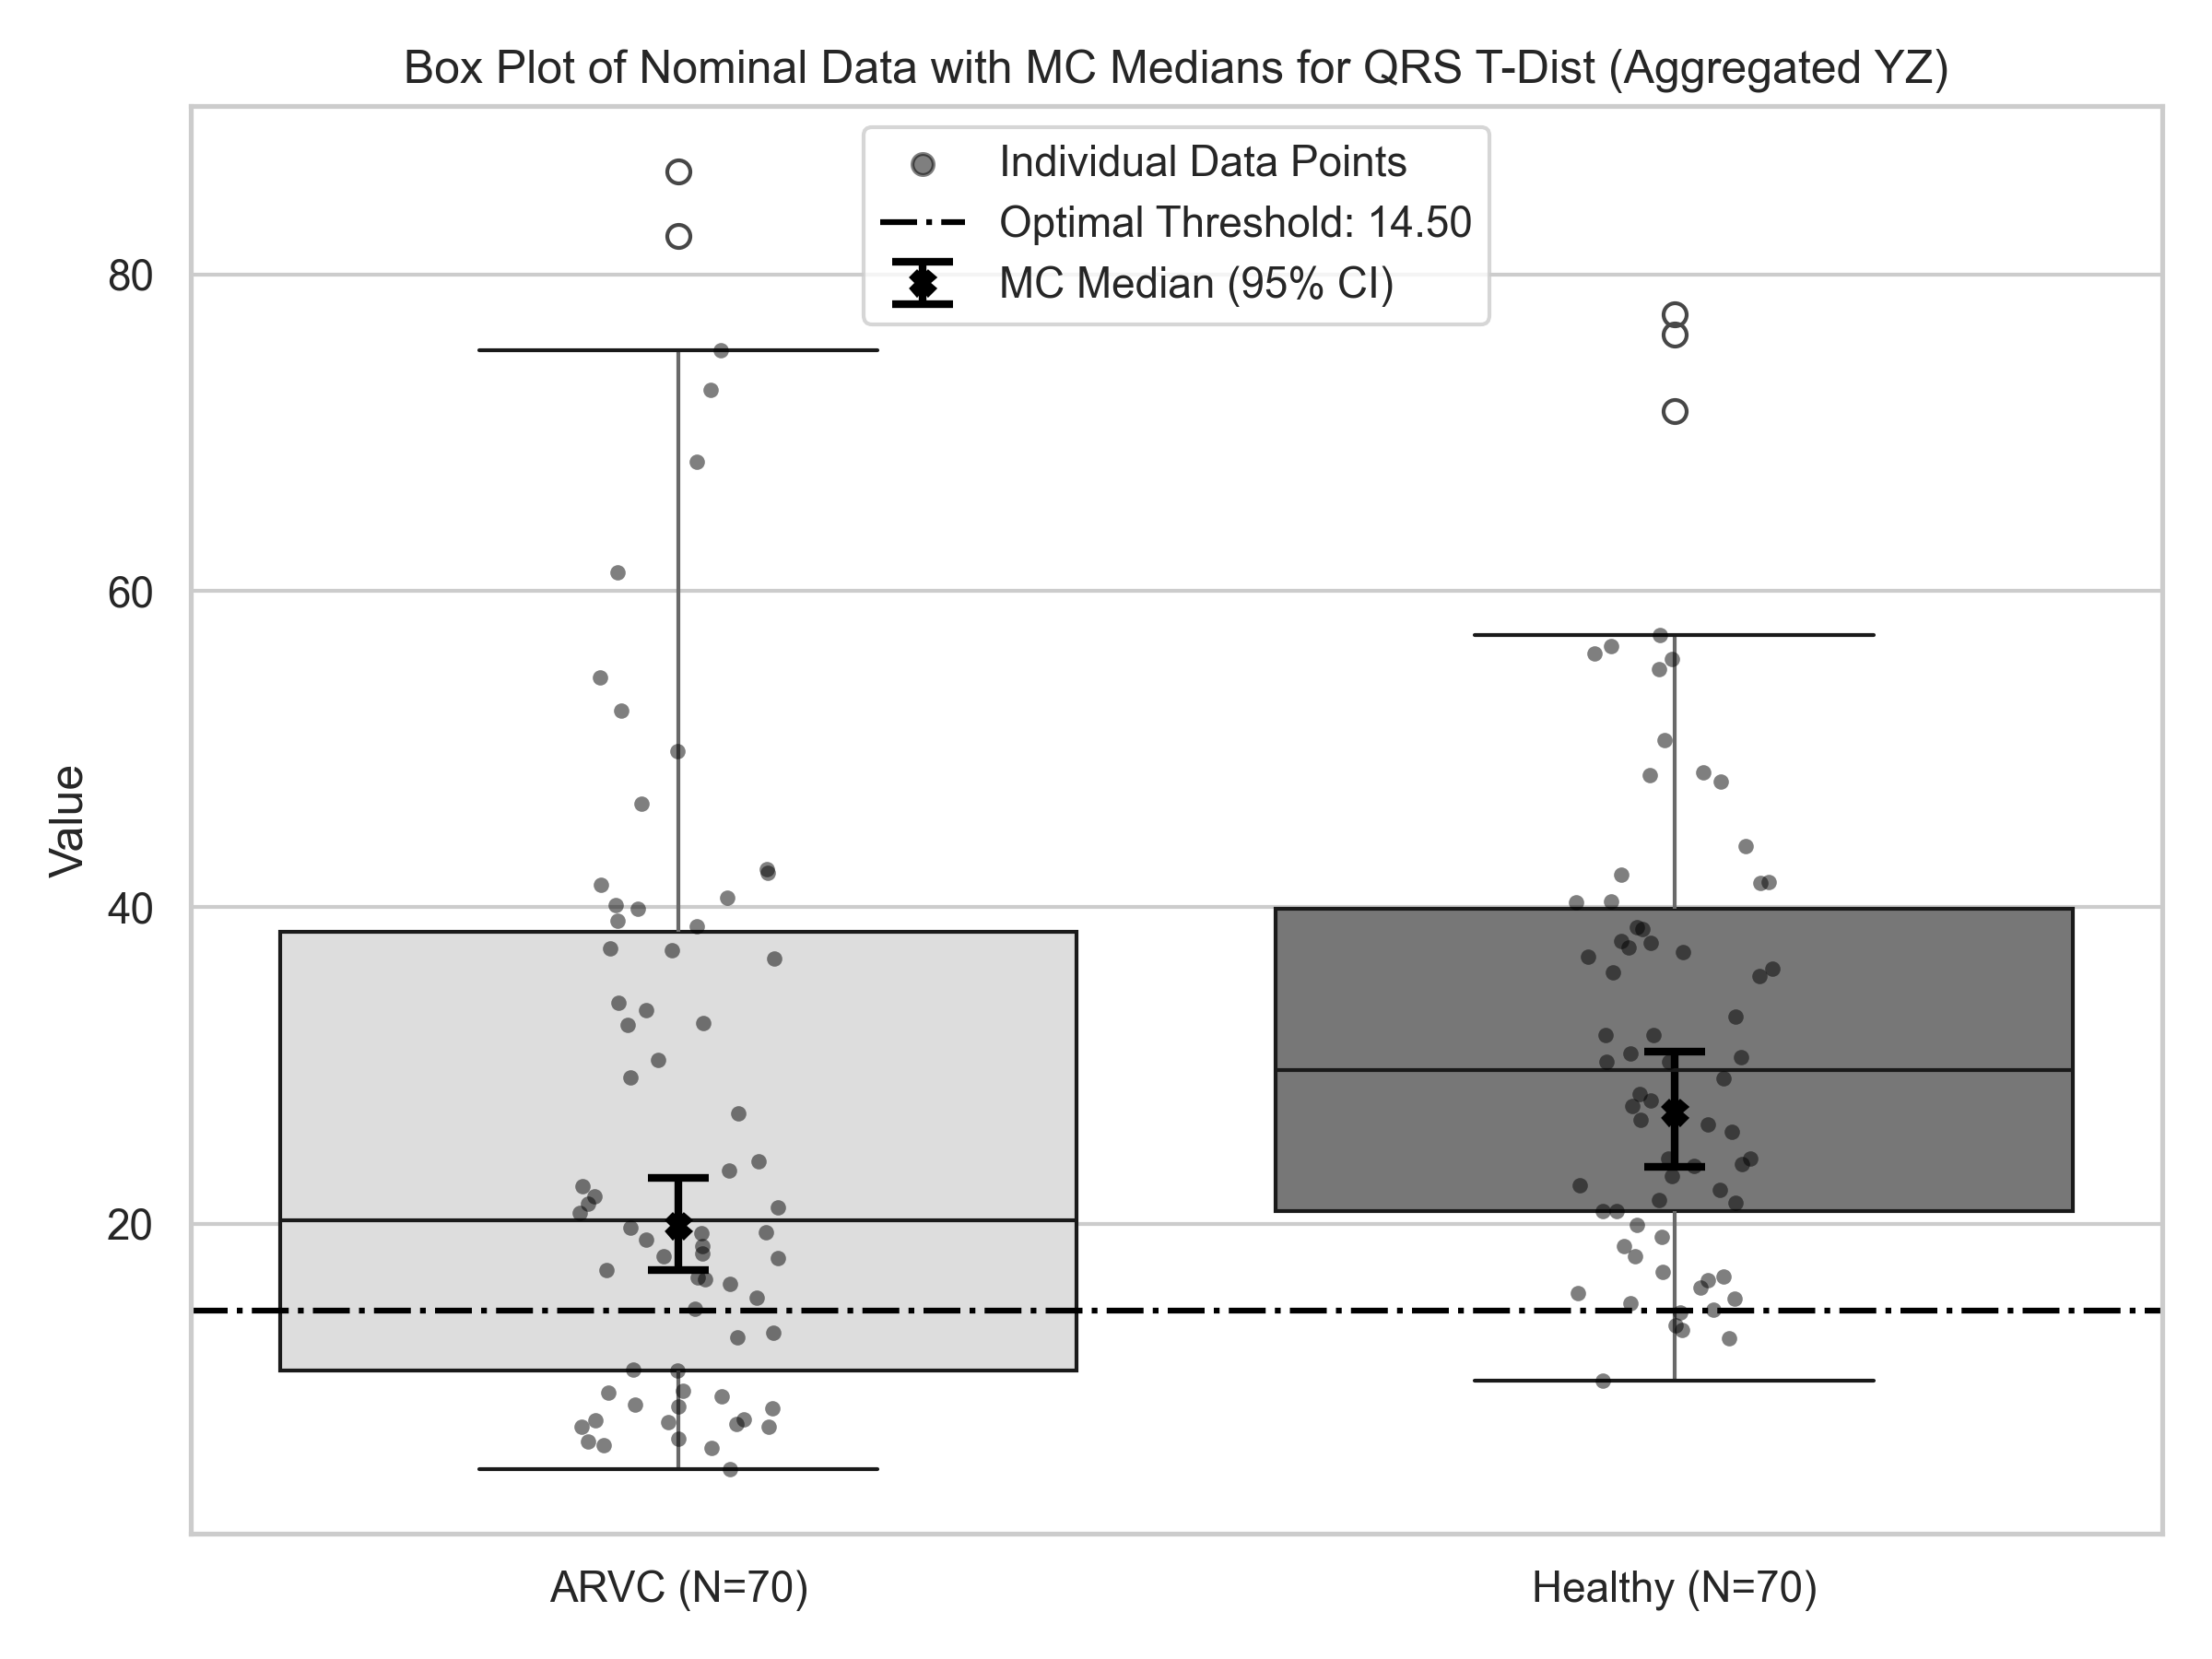 Box Plot of Nominal Data with MC Medians for QRS T-Dist (Aggregated YZ)
Individual Data Points
Optimal Threshold: 14.50
MC Median (95% CI)
80
60
40
20
Value
ARVC (N=70)
Healthy (N=70)